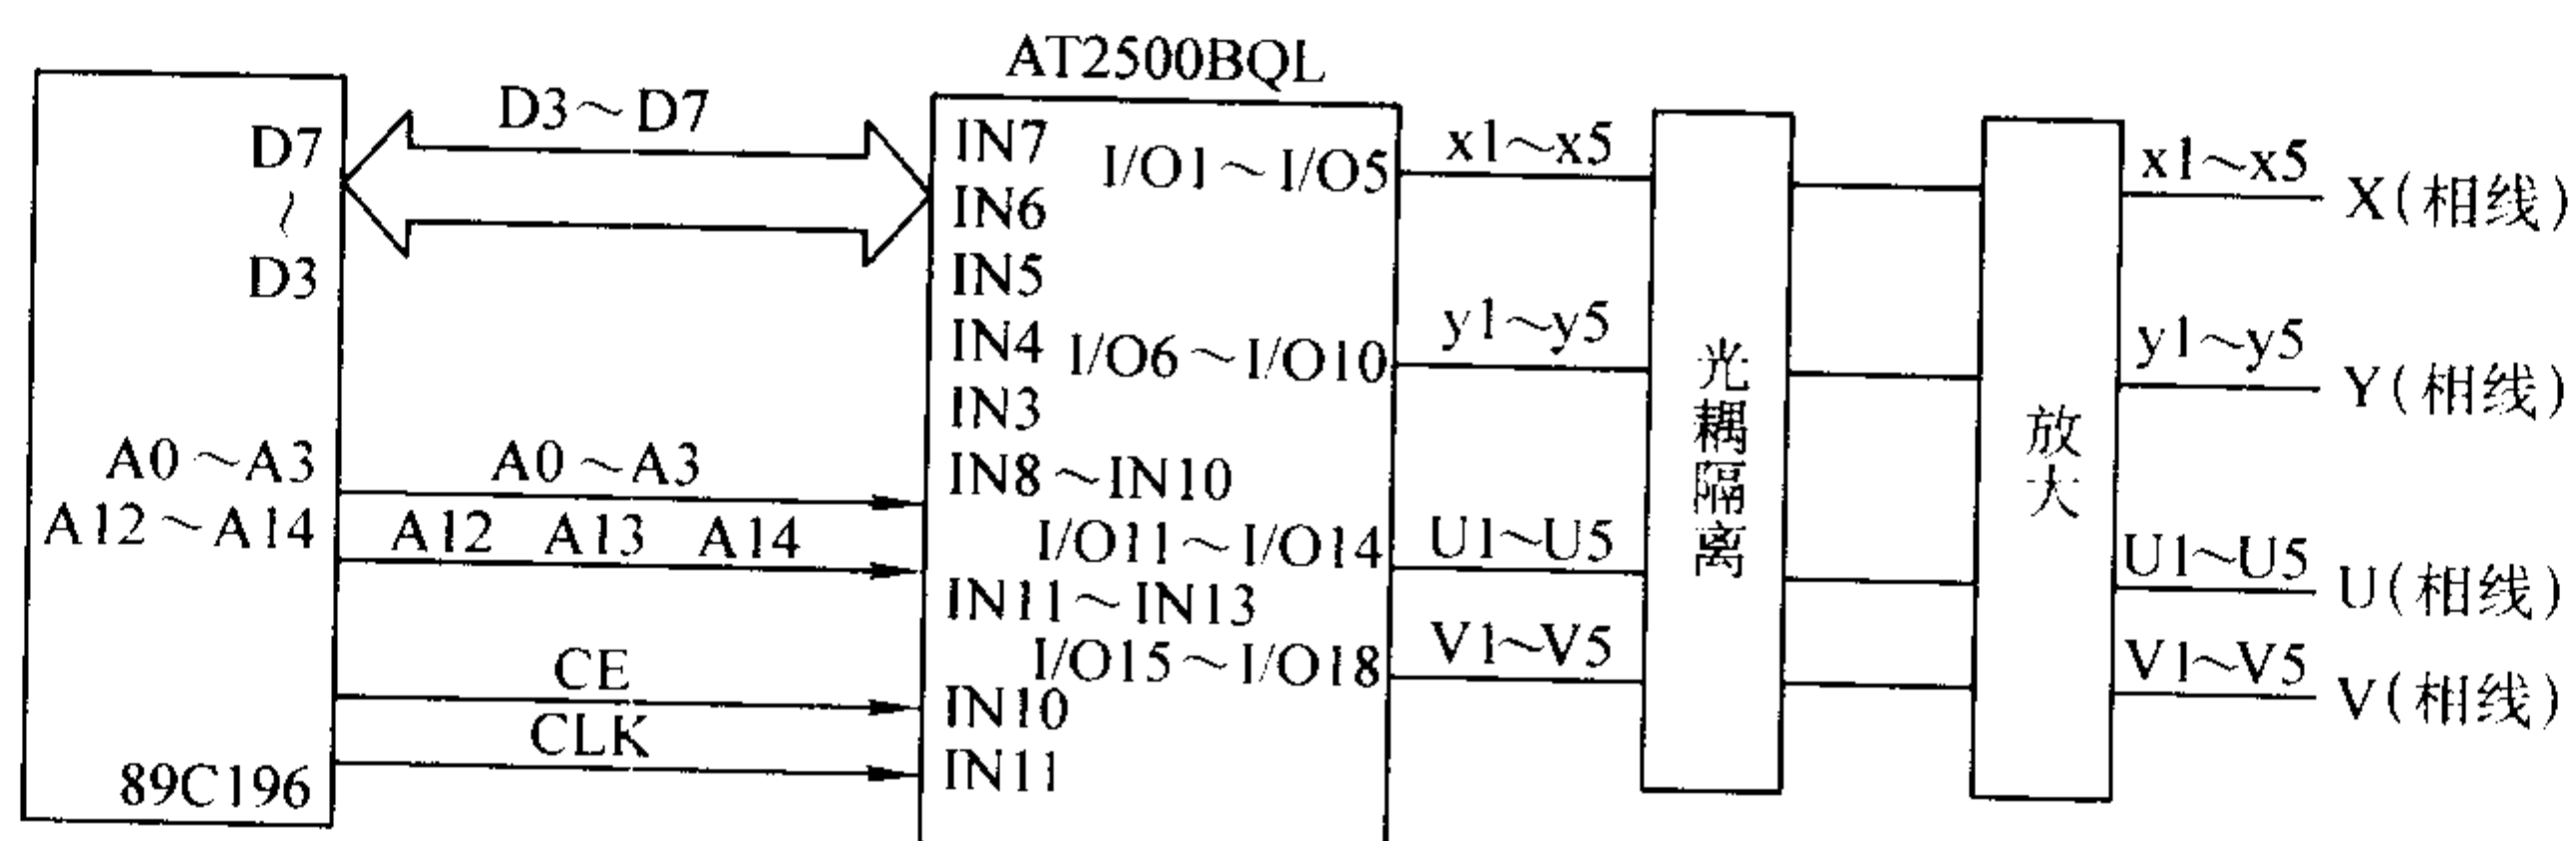 AT2500BQL
D7
~
D3
A0~A3
A12~A14
89C196
D3~D7
A0~A3
A12 A13 A14
CE
CLK
IN7
IN6
IN5
IN4
IN3
IN8~IN10
IN11~IN13
IN10
IN11
I/O1~I/O5
I/O6~I/O10
I/O11~I/O14
I/O15~I/O18
x1~x5
y1~y5
U1~U5
V1~V5
光耦隔离
放大
x1~x5
y1~y5
U1~U5
V1~V5
X(相线)
Y(相线)
U(相线)
V(相线)